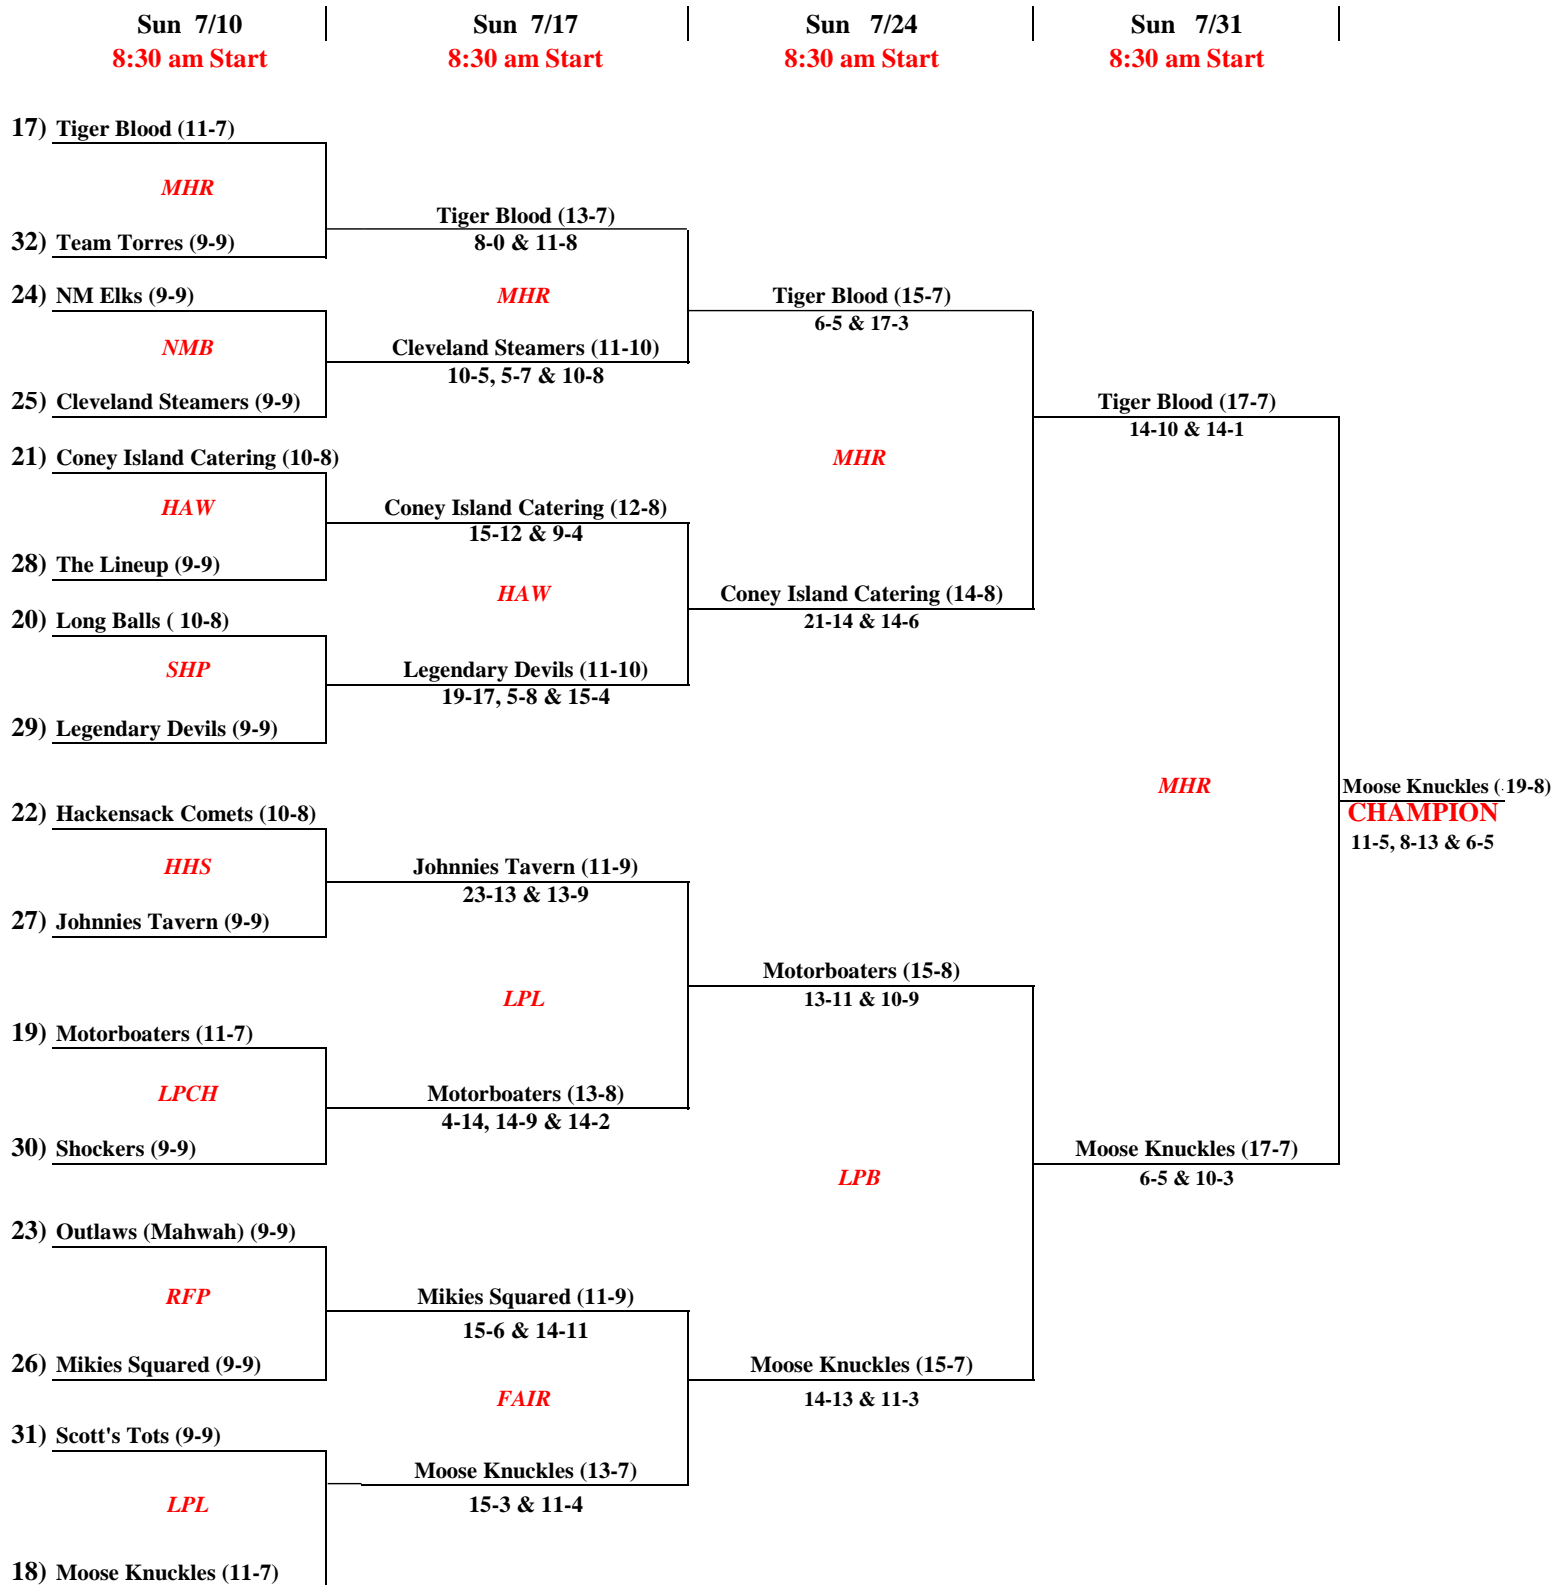 Sun 7/10
8:30 am Start
Sun 7/17
8:30 am Start
Sun 7/24
8:30 am Start
Sun 7/31
8:30 am Start
17) Tiger Blood (11-7)
MHR
32) Team Torres (9-9)
24) NM Elks (9-9)
NMB
25) Cleveland Steamers (9-9)
21) Coney Island Catering (10-8)
HAW
28) The Lineup (9-9)
20) Long Balls ( 10-8)
SHP
29) Legendary Devils (9-9)
22) Hackensack Comets (10-8)
HHS
27) Johnnies Tavern (9-9)
19) Motorboaters (11-7)
LPCH
30) Shockers (9-9)
23) Outlaws (Mahwah) (9-9)
RFP
26) Mikies Squared (9-9)
31) Scott's Tots (9-9)
LPL
18) Moose Knuckles (11-7)
Tiger Blood (13-7)
8-0 & 11-8
MHR
Cleveland Steamers (11-10)
10-5, 5-7 & 10-8
Coney Island Catering (12-8)
15-12 & 9-4
HAW
Legendary Devils (11-10)
19-17, 5-8 & 15-4
Johnnies Tavern (11-9)
23-13 & 13-9
LPL
Motorboaters (13-8)
4-14, 14-9 & 14-2
Mikies Squared (11-9)
15-6 & 14-11
FAIR
Moose Knuckles (13-7)
15-3 & 11-4
Tiger Blood (15-7)
6-5 & 17-3
MHR
Coney Island Catering (14-8)
21-14 & 14-6
Motorboaters (15-8)
13-11 & 10-9
LPB
Moose Knuckles (15-7)
14-13 & 11-3
Tiger Blood (17-7)
14-10 & 14-1
MHR
Moose Knuckles (17-7)
6-5 & 10-3
Moose Knuckles (19-8)
CHAMPION
11-5, 8-13 & 6-5